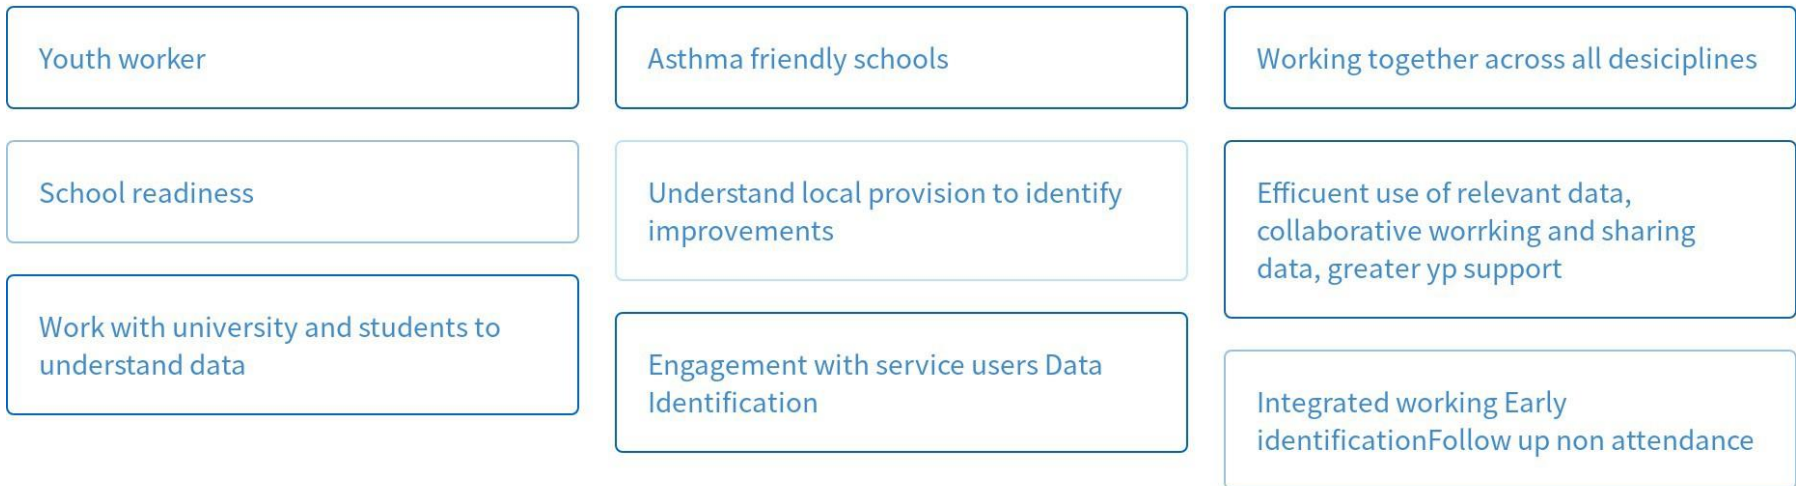 Youth worker
School readiness
Work with university and students to
understand data
Asthma friendly schools
Understand local provision to identify
improvements
Engagement with service users Data
Identification
Working together across all desiciplines
Efficuent use of relevant data,
collaborative worrking and sharing
data, greater yp support
Integrated working Early
identificationFollow up non attendance